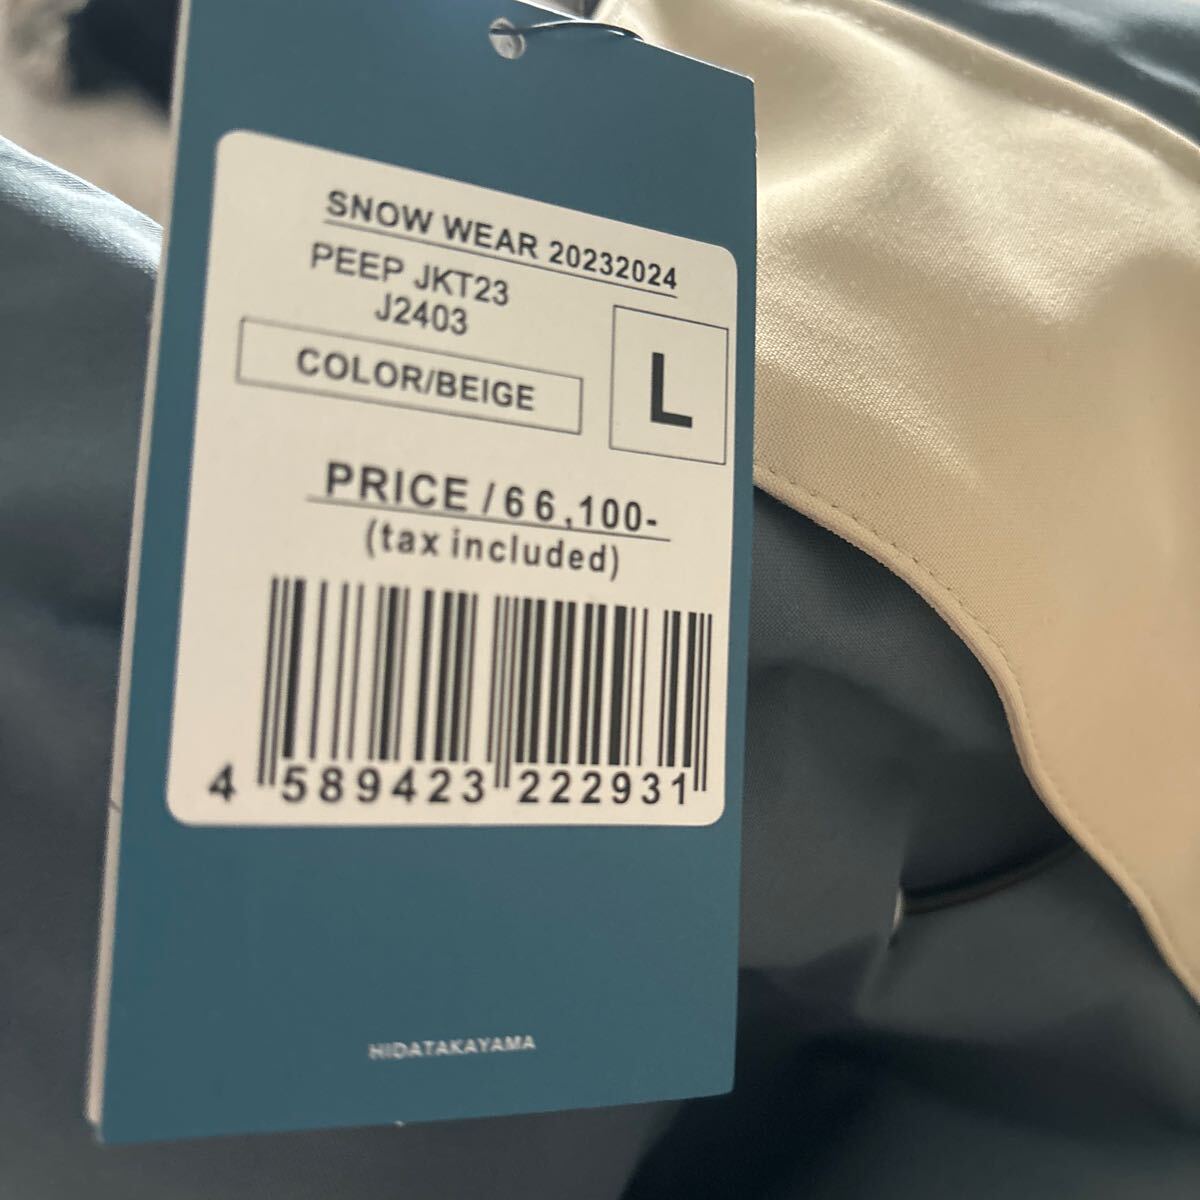 SNOW WEAR 20232024
PEEP JKT23
J2403
COLOR/BEIGE
L
PRICE /66,100-
(tax included)
4 589423 222931
HIDATAKAYAMA